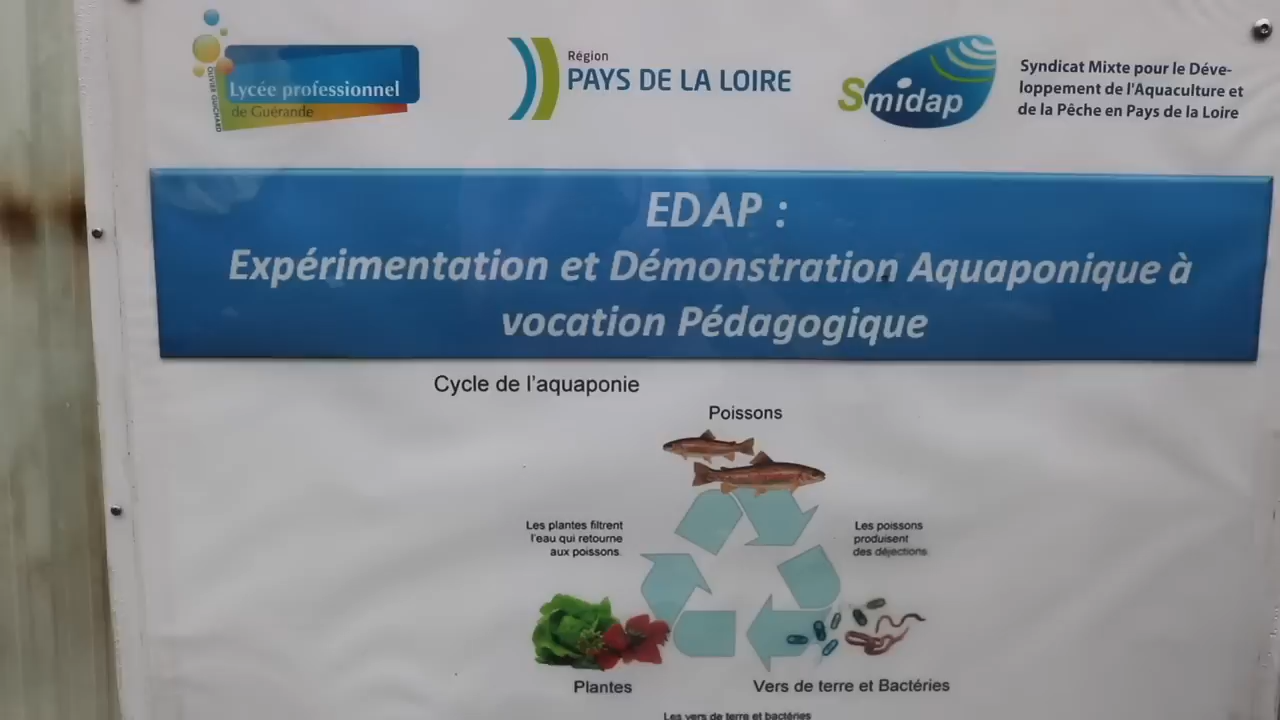 OLIVIER GUICHARD
Lycée professionnel
de Guérande
Région
PAYS DE LA LOIRE
Smidap
Syndicat Mixte pour le Déve-
loppement de l'Aquaculture et
de la Pêche en Pays de la Loire
EDAP :
Expérimentation et Démonstration Aquaponique à
vocation Pédagogique
Cycle de l'aquaponie
Poissons
Les plantes filtrent
l'eau qui retourne
aux poissons.
Les poissons
produisent
des déjections
Plantes
Vers de terre et Bactéries
Les vers de terre et bactéries